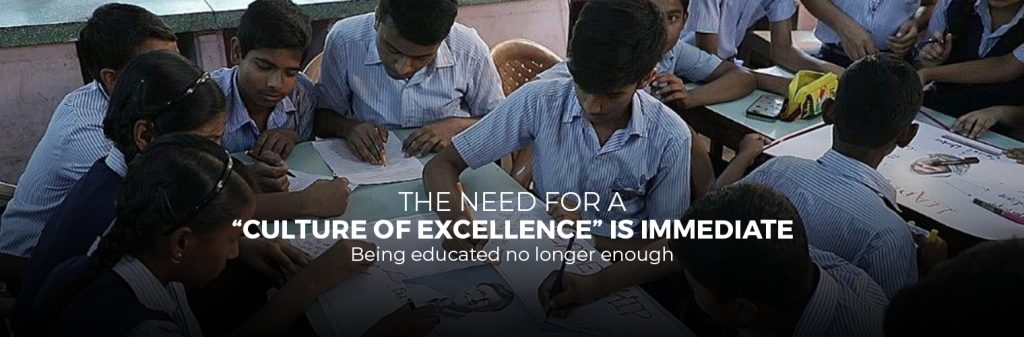 THE NEED FOR A
“CULTURE OF EXCELLENCE” IS IMMEDIATE
Being educated no longer enough